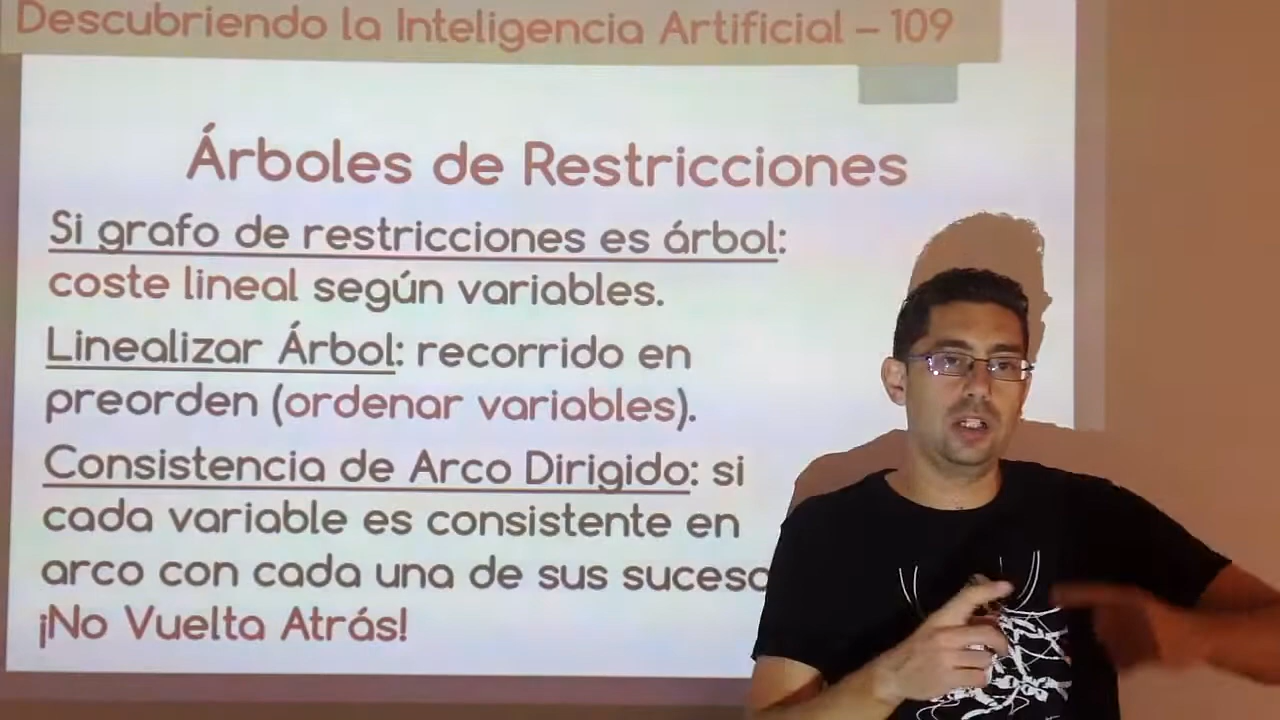 Descubriendo la Inteligencia Artificial – 109
Árboles de Restricciones
Si grafo de restricciones es árbol:
coste lineal según variables.
Linealizar Árbol: recorrido en
preorden (ordenar variables).
Consistencia de Arco Dirigido: si
cada variable es consistente en
arco con cada una de sus suceso
¡No Vuelta Atrás!